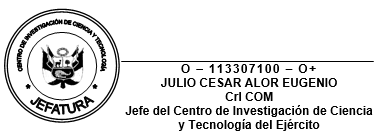 CENTRO DE INVESTIGACIÓN DE CIENCIA Y TECNOLOGÍA
JEFATURA
O – 113307100 – O+
JULIO CESAR ALOR EUGENIO
Crl COM
Jefe del Centro de Investigación de Ciencia
y Tecnología del Ejército